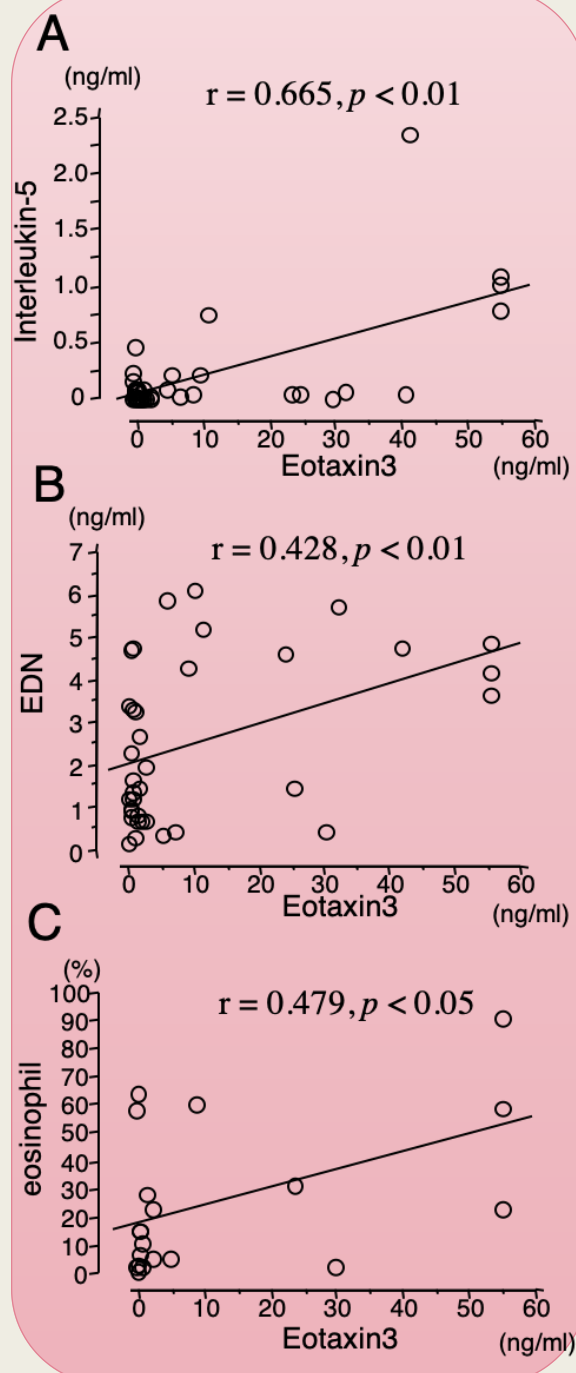 A
(ng/ml)
r = 0.665, p < 0.01
2.5
2.0
1.5
1.0
0.5
0
Interleukin-5
0 10 20 30 40 50 60
Eotaxin3 (ng/ml)
B
(ng/ml)
r = 0.428, p < 0.01
7
6
5
4
3
2
1
0
EDN
0 10 20 30 40 50 60
Eotaxin3 (ng/ml)
C
(%)
r = 0.479, p < 0.05
100
90
80
70
60
50
40
30
20
10
0
eosinophil
0 10 20 30 40 50 60
Eotaxin3 (ng/ml)